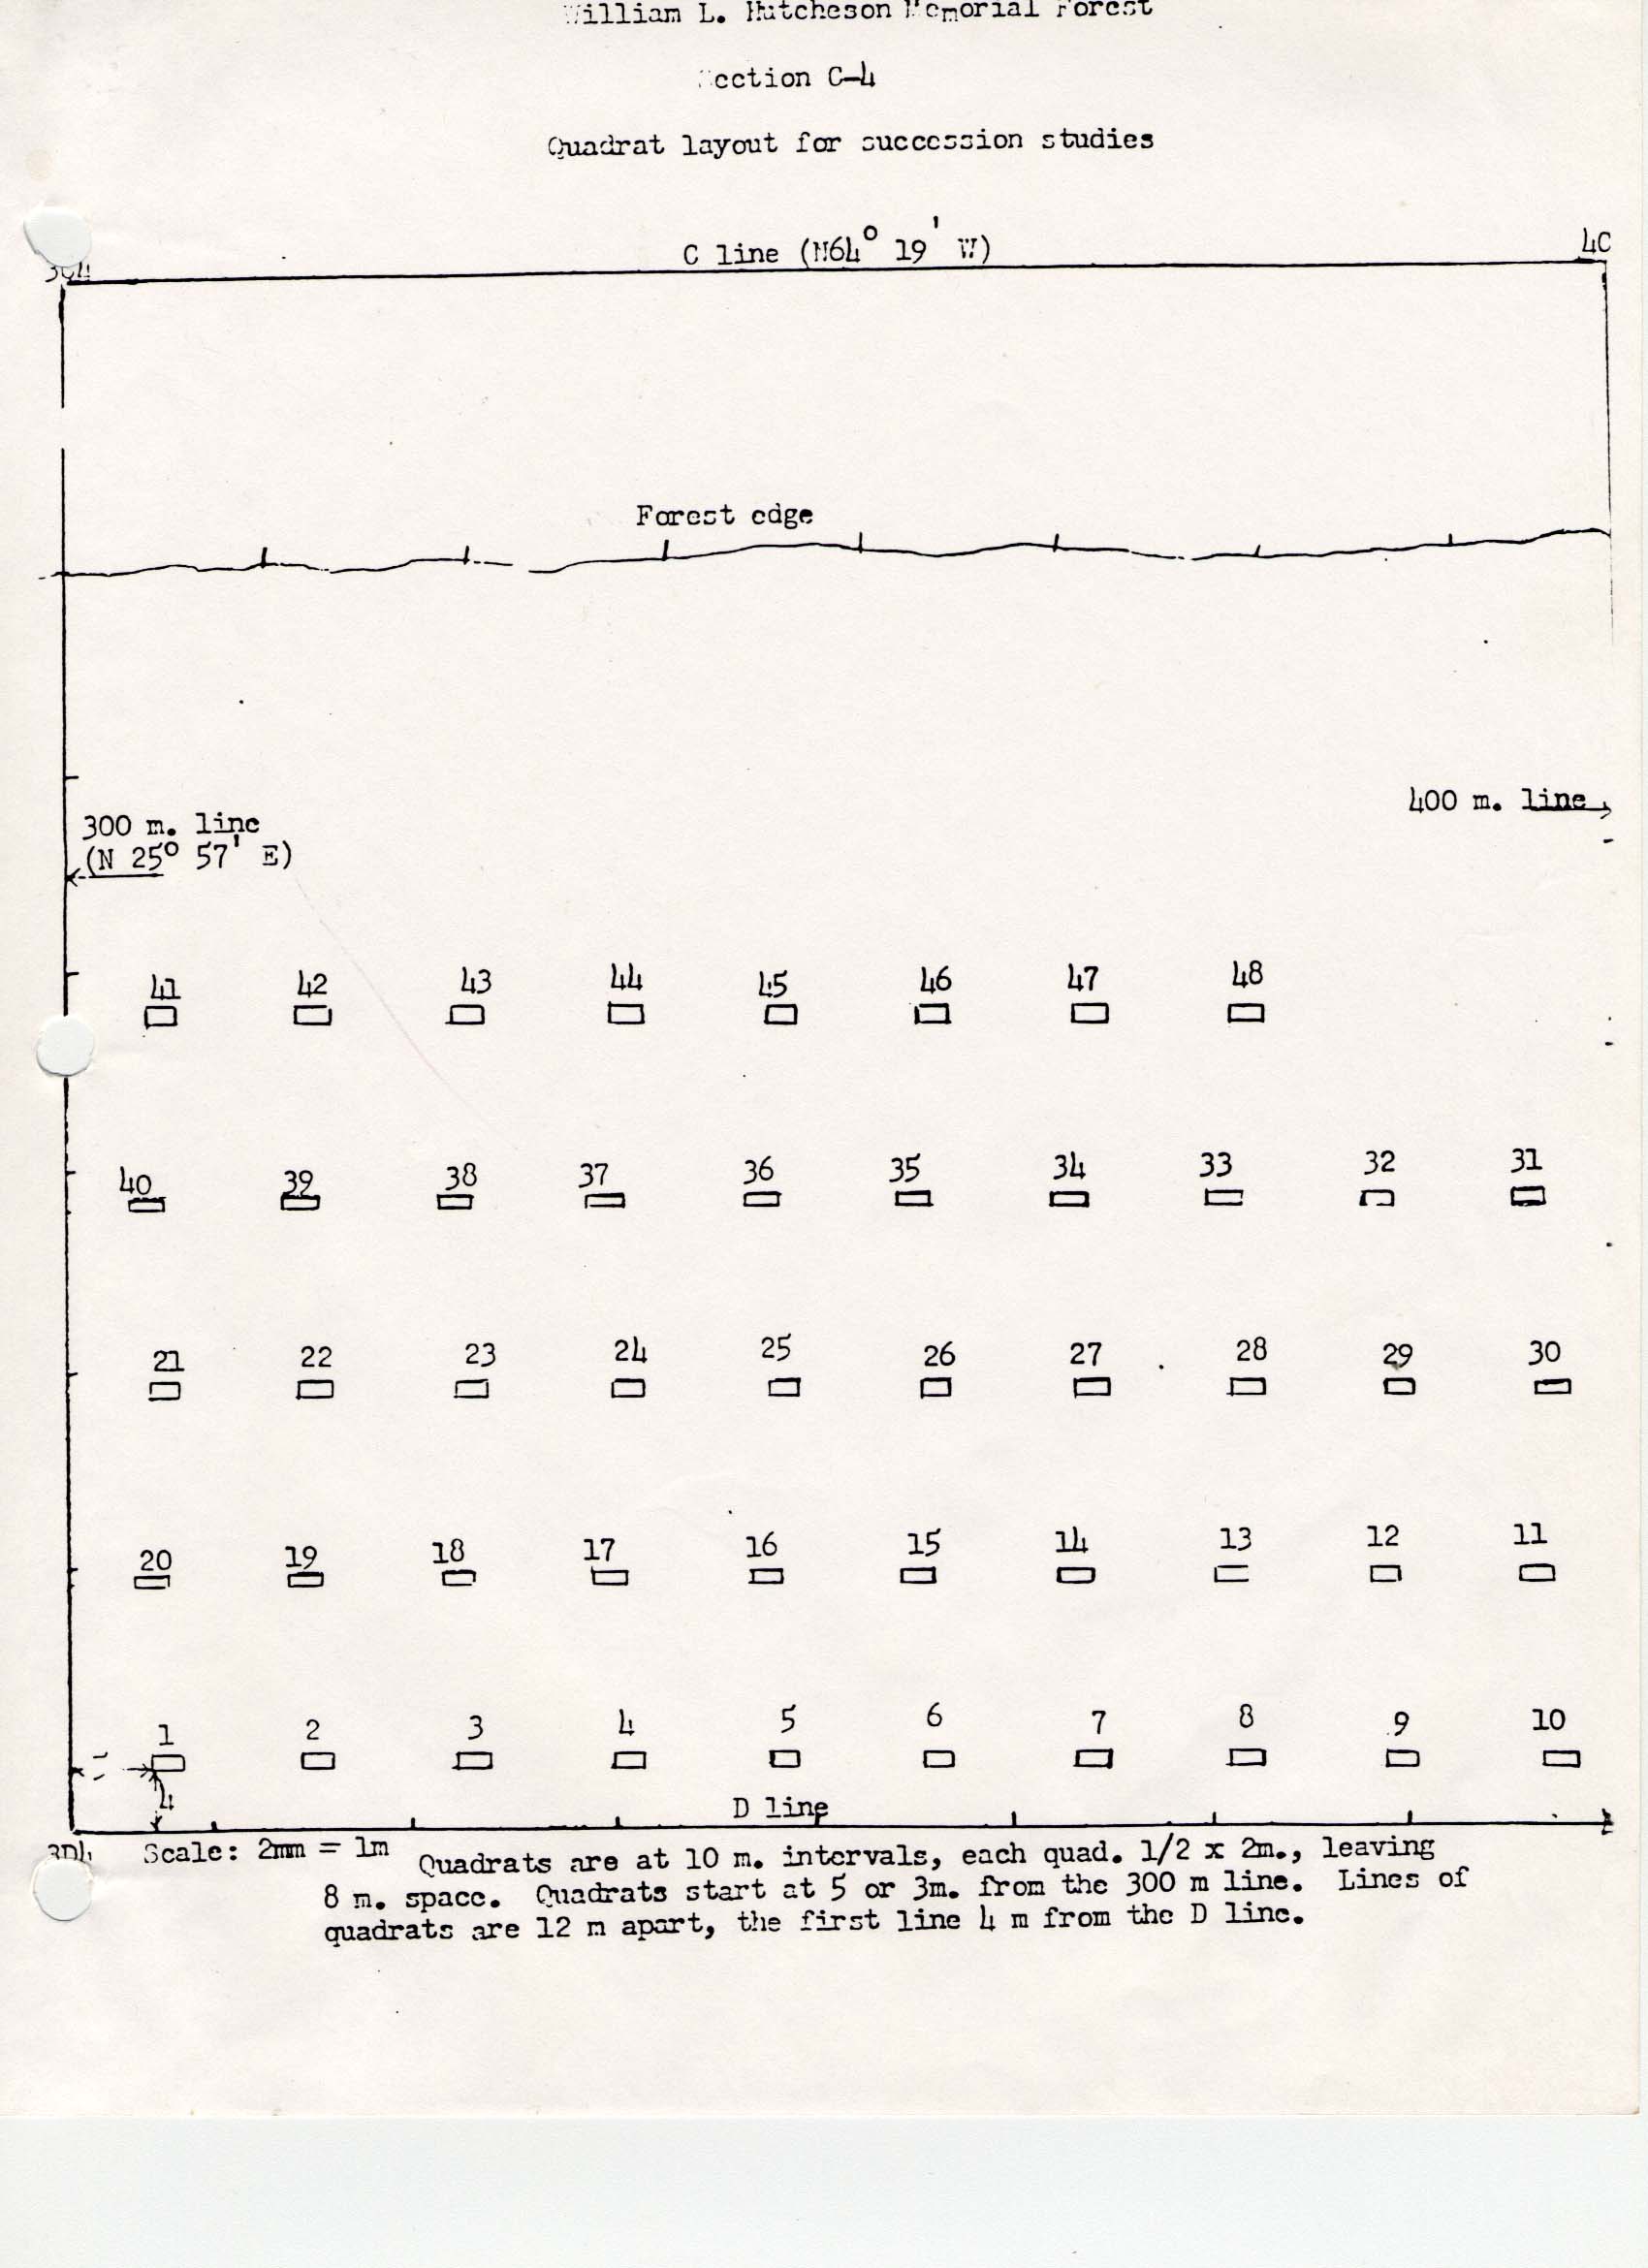 William L. Hutcheson Memorial Forest
Section C-4
Quadrat layout for succession studies
C line (N64° 19' W)
4C
Forest edge
400 m. line
300 m. line
(N 25° 57' E)
41 42 43 44 45 46 47 48
40 39 38 37 36 35 34 33 32 31
21 22 23 24 25 26 27 28 29 30
20 19 18 17 16 15 14 13 12 11
1 2 3 4 5 6 7 8 9 10
4
D line
Scale: 2mm = 1m
Quadrats are at 10 m. intervals, each quad. 1/2 x 2m., leaving
8 m. space. Quadrats start at 5 or 3m. from the 300 m line. Lines of
quadrats are 12 m apart, the first line 4 m from the D line.